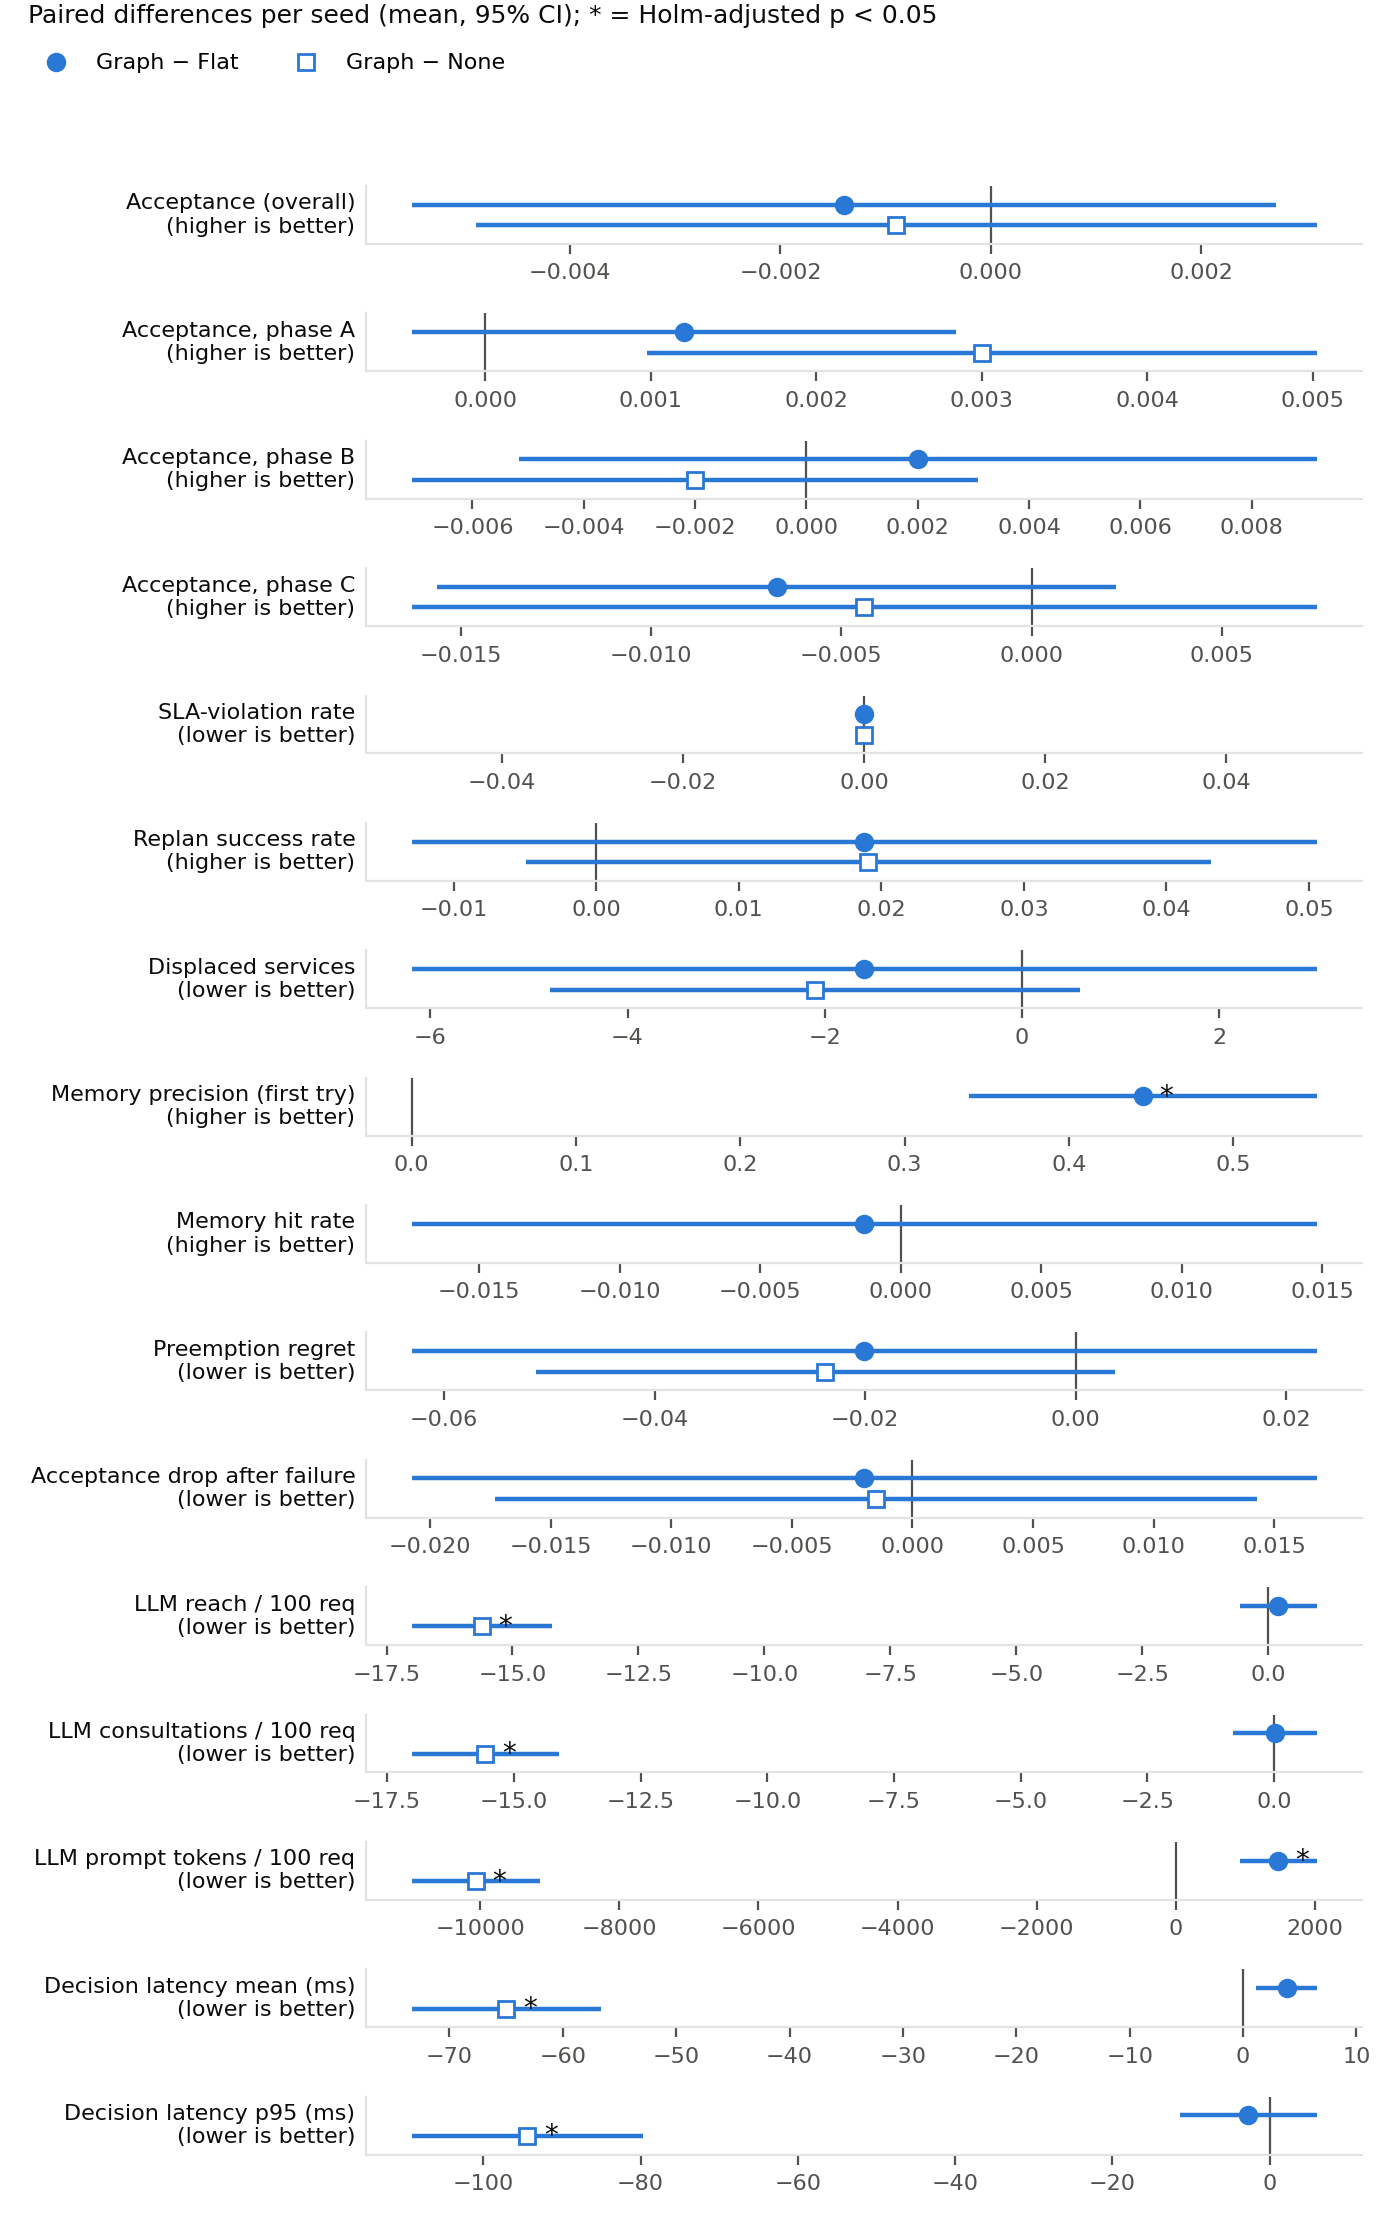 Paired differences per seed (mean, 95% CI); * = Holm-adjusted p < 0.05
Graph − Flat
Graph − None
Acceptance (overall)
(higher is better)
−0.004 −0.002 0.000 0.002
Acceptance, phase A
(higher is better)
0.000 0.001 0.002 0.003 0.004 0.005
Acceptance, phase B
(higher is better)
−0.006 −0.004 −0.002 0.000 0.002 0.004 0.006 0.008
Acceptance, phase C
(higher is better)
−0.015 −0.010 −0.005 0.000 0.005
SLA-violation rate
(lower is better)
−0.04 −0.02 0.00 0.02 0.04
Replan success rate
(higher is better)
−0.01 0.00 0.01 0.02 0.03 0.04 0.05
Displaced services
(lower is better)
−6 −4 −2 0 2
Memory precision (first try)
*
(higher is better)
0.0 0.1 0.2 0.3 0.4 0.5
Memory hit rate
(higher is better)
−0.015 −0.010 −0.005 0.000 0.005 0.010 0.015
Preemption regret
(lower is better)
−0.06 −0.04 −0.02 0.00 0.02
Acceptance drop after failure
(lower is better)
−0.020 −0.015 −0.010 −0.005 0.000 0.005 0.010 0.015
LLM reach / 100 req
(lower is better)
*
−17.5 −15.0 −12.5 −10.0 −7.5 −5.0 −2.5 0.0
LLM consultations / 100 req
(lower is better)
*
−17.5 −15.0 −12.5 −10.0 −7.5 −5.0 −2.5 0.0
LLM prompt tokens / 100 req
*
(lower is better)
*
−10000 −8000 −6000 −4000 −2000 0 2000
Decision latency mean (ms)
(lower is better)
*
−70 −60 −50 −40 −30 −20 −10 0 10
Decision latency p95 (ms)
(lower is better)
*
−100 −80 −60 −40 −20 0